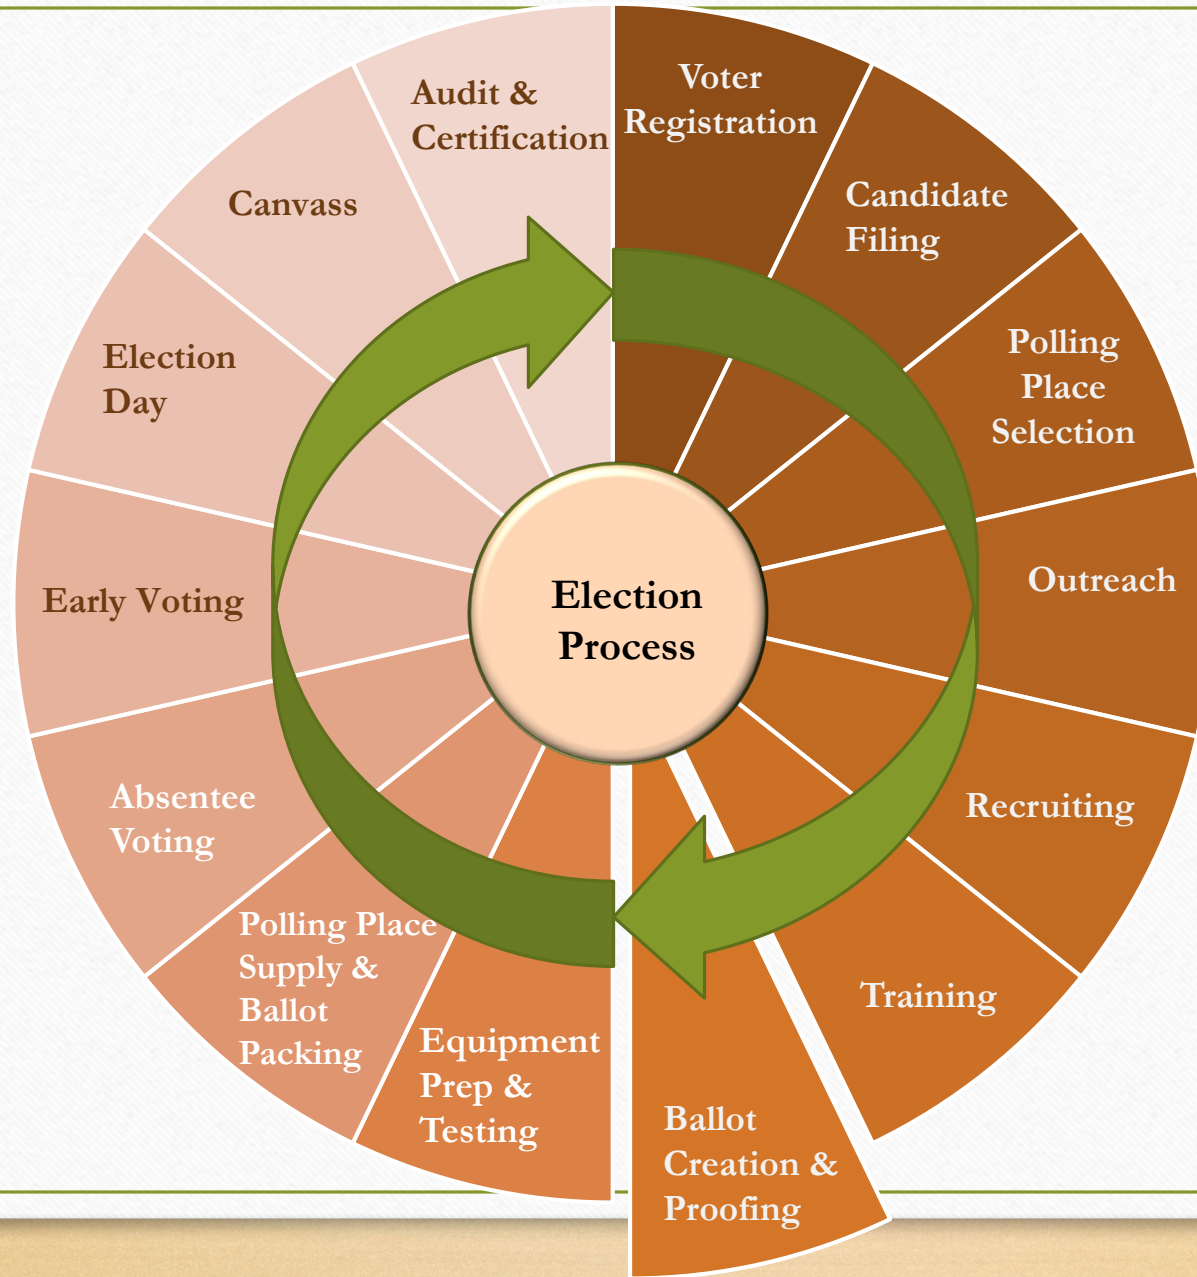 Voter
Registration
Candidate
Filing
Polling
Place
Selection
Outreach
Recruiting
Training
Ballot
Creation &
Proofing
Equipment
Prep &
Testing
Polling Place
Supply &
Ballot
Packing
Absentee
Voting
Early Voting
Election
Day
Canvass
Audit &
Certification
Election
Process